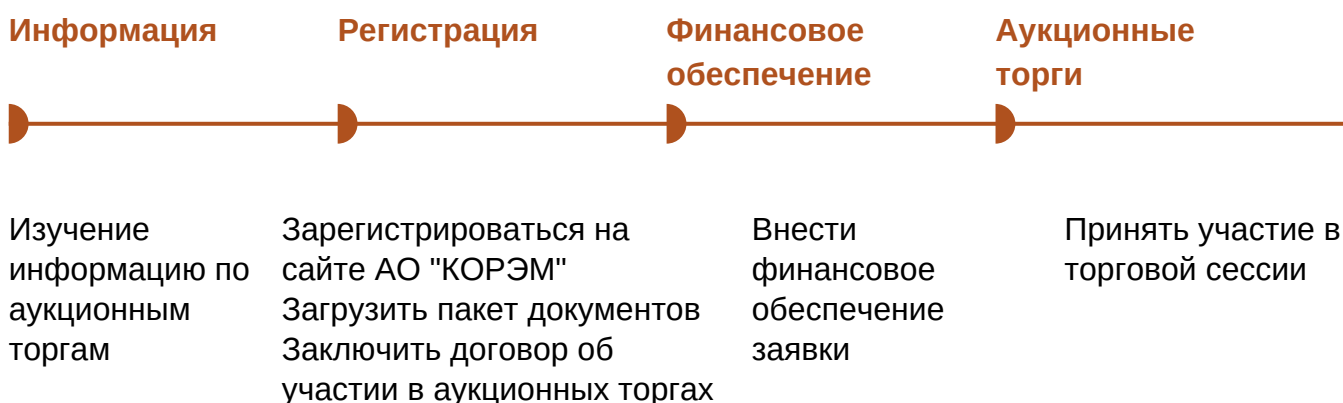 Информация
Регистрация
Финансовое
обеспечение
Аукционные
торги
Изучение
информацию по
аукционным
торгам
Зарегистрироваться на
сайте АО "КОРЭМ"
Загрузить пакет документов
Заключить договор об
участии в аукционных торгах
Внести
финансовое
обеспечение
заявки
Принять участие в
торговой сессии